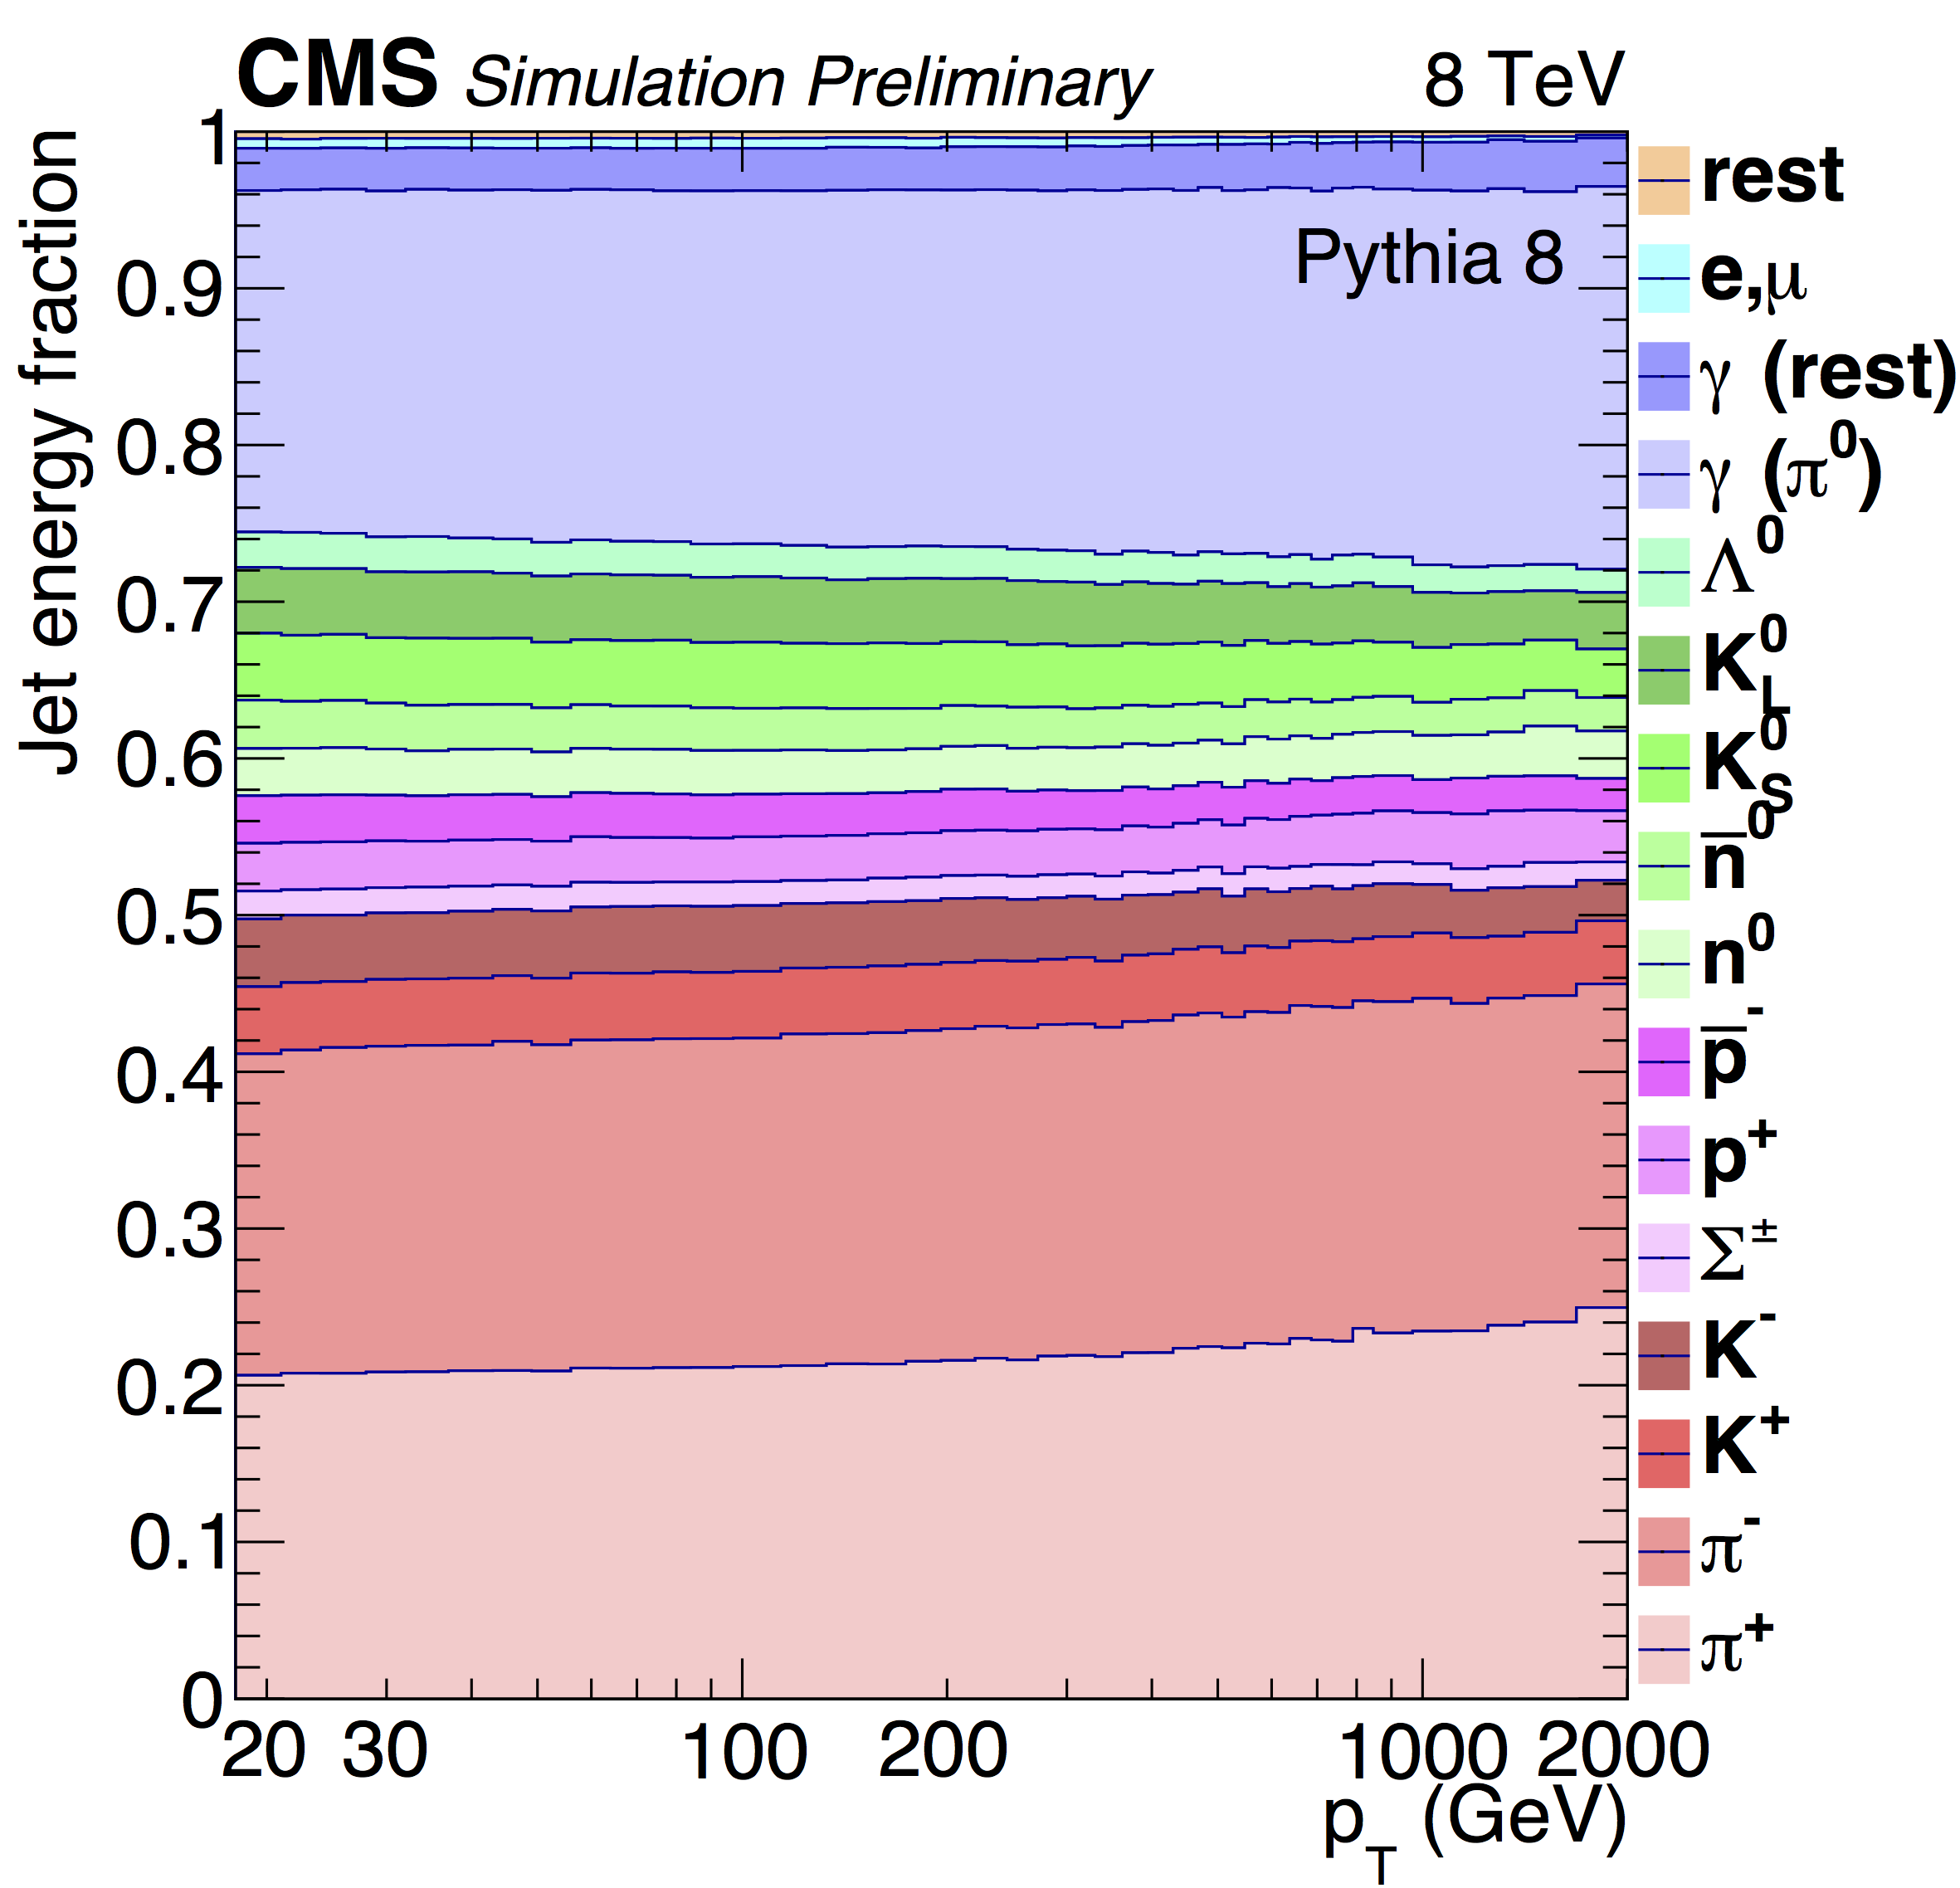 CMS Simulation Preliminary 8 TeV
Jet energy fraction
1
0.9
0.8
0.7
0.6
0.5
0.4
0.3
0.2
0.1
0
Pythia 8
20 30 100 200 1000 2000
p_T (GeV)
rest
e,μ
γ (rest)
γ (π⁰)
Λ⁰
K⁰_L
K⁰_S
n̅⁰
n⁰
p̅⁻
p⁺
Σ±
K⁻
K⁺
π⁻
π⁺